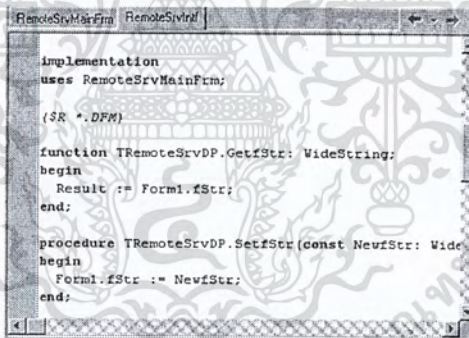 RemoteSrvMainFrm RemoteSrvIntf
implementation
uses RemoteSrvMainFrm;
{$R *.DFM}
function TRemoteSrvDP.GetfStr: WideString;
begin
Result := Form1.fStr;
end;
procedure TRemoteSrvDP.SetfStr(const NewfStr: Wide
begin
Form1.fStr := NewfStr;
end;